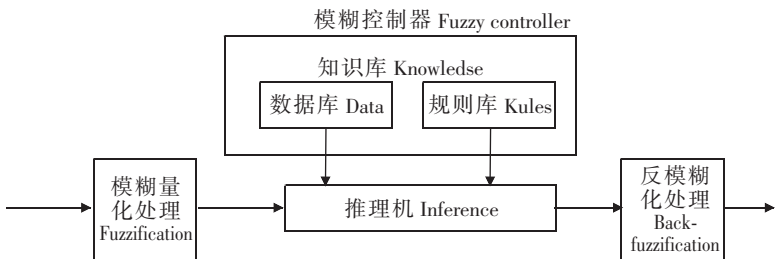 模糊控制器 Fuzzy controller
知识库 Knowledse
数据库 Data
规则库 Kules
模糊量
化处理
Fuzzification
推理机 Inference
反模糊
化处理
Back-
fuzzification